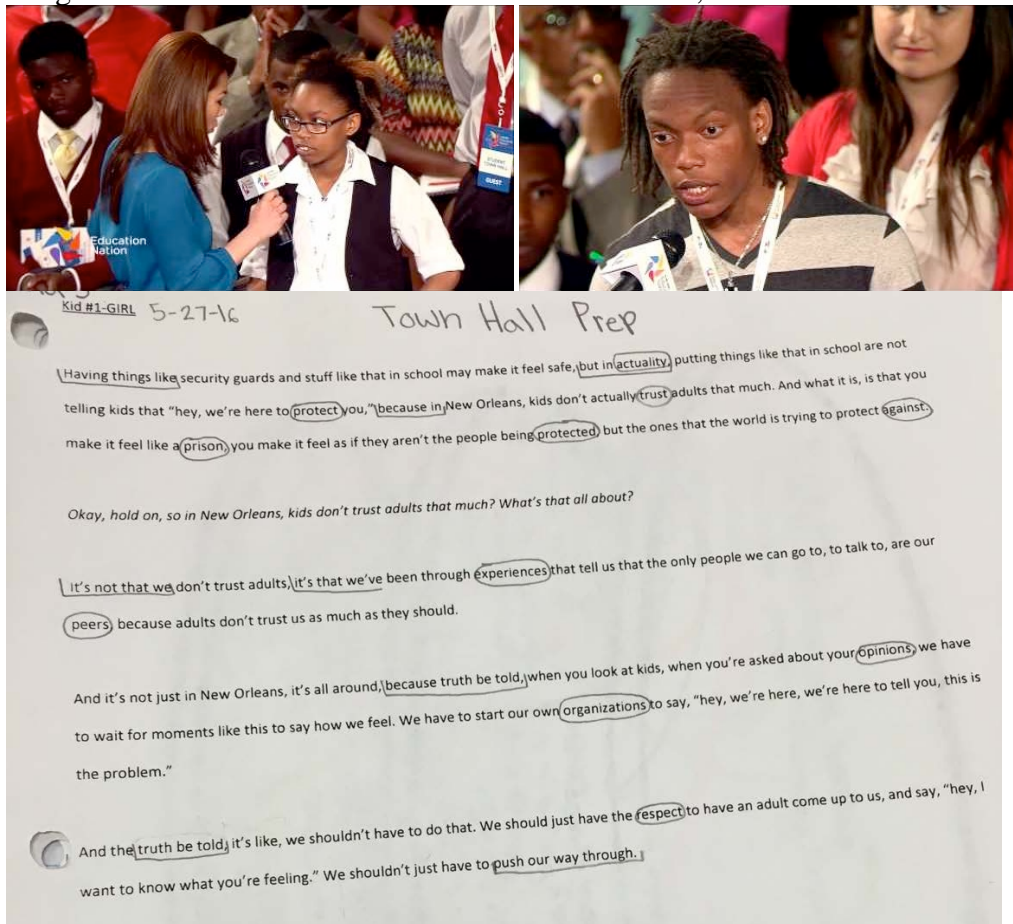 STUDENT
TOWN HALL
GUEST
Education
Nation
Kid #1-GIRL 5-27-16 Town Hall Prep
Having things like security guards and stuff like that in school may make it feel safe, but in actuality, putting things like that in school are not
telling kids that “hey, we’re here to protect you,” because in New Orleans, kids don’t actually trust adults that much. And what it is, is that you
make it feel like a prison, you make it feel as if they aren’t the people being protected, but the ones that the world is trying to protect against.
Okay, hold on, so in New Orleans, kids don’t trust adults that much? What’s that all about?
it’s not that we don’t trust adults, it’s that we’ve been through experiences that tell us that the only people we can go to, to talk to, are our
peers, because adults don’t trust us as much as they should.
And it’s not just in New Orleans, it’s all around, because truth be told, when you look at kids, when you’re asked about your opinions, we have
to wait for moments like this to say how we feel. We have to start our own organizations to say, “hey, we’re here, we’re here to tell you, this is
the problem.”
And the truth be told, it’s like, we shouldn’t have to do that. We should just have the respect to have an adult come up to us, and say, “hey, I
want to know what you’re feeling.” We shouldn’t just have to push our way through.